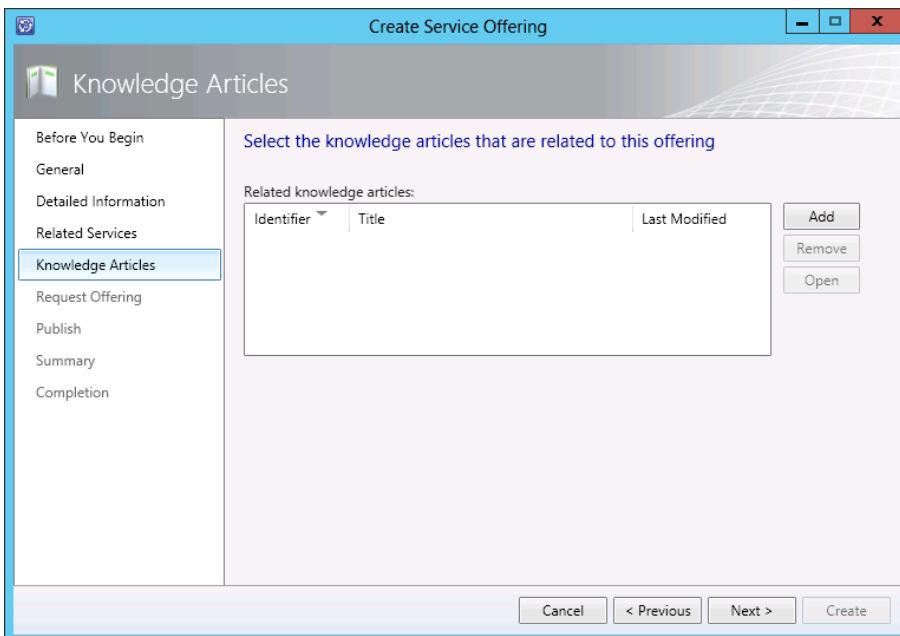 Create Service Offering
Knowledge Articles
Before You Begin
General
Detailed Information
Related Services
Knowledge Articles
Request Offering
Publish
Summary
Completion
Select the knowledge articles that are related to this offering
Related knowledge articles:
Identifier Title Last Modified
Add
Remove
Open
Cancel < Previous Next > Create